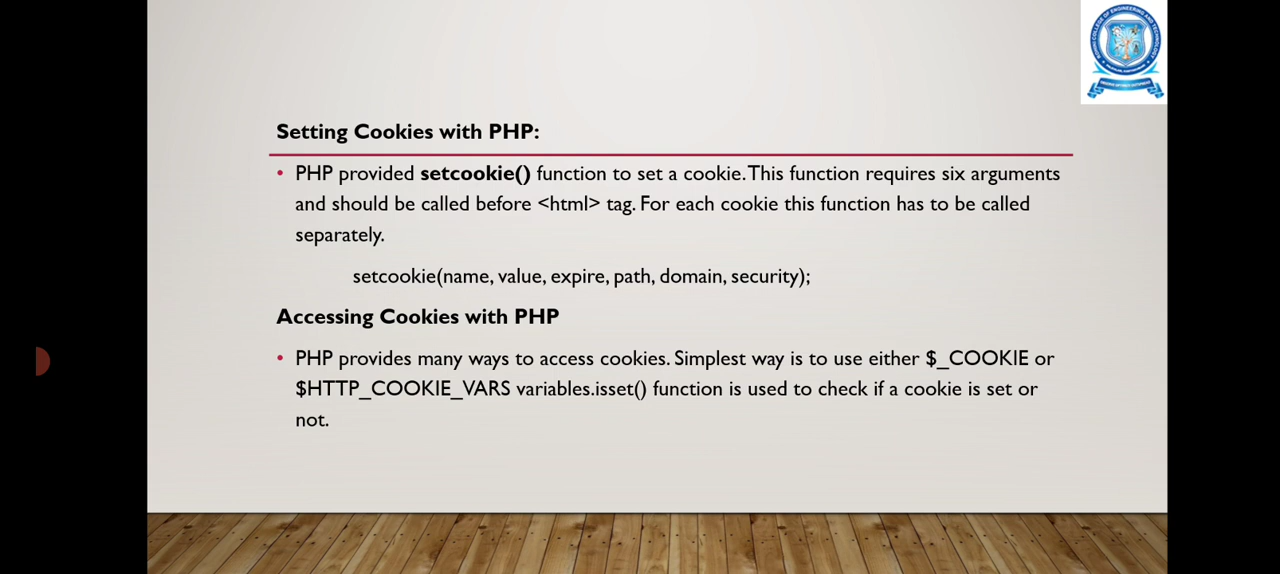 Setting Cookies with PHP:
• PHP provided setcookie() function to set a cookie. This function requires six arguments
and should be called before <html> tag. For each cookie this function has to be called
separately.
setcookie(name, value, expire, path, domain, security);
Accessing Cookies with PHP
• PHP provides many ways to access cookies. Simplest way is to use either $_COOKIE or
$HTTP_COOKIE_VARS variables.isset() function is used to check if a cookie is set or
not.